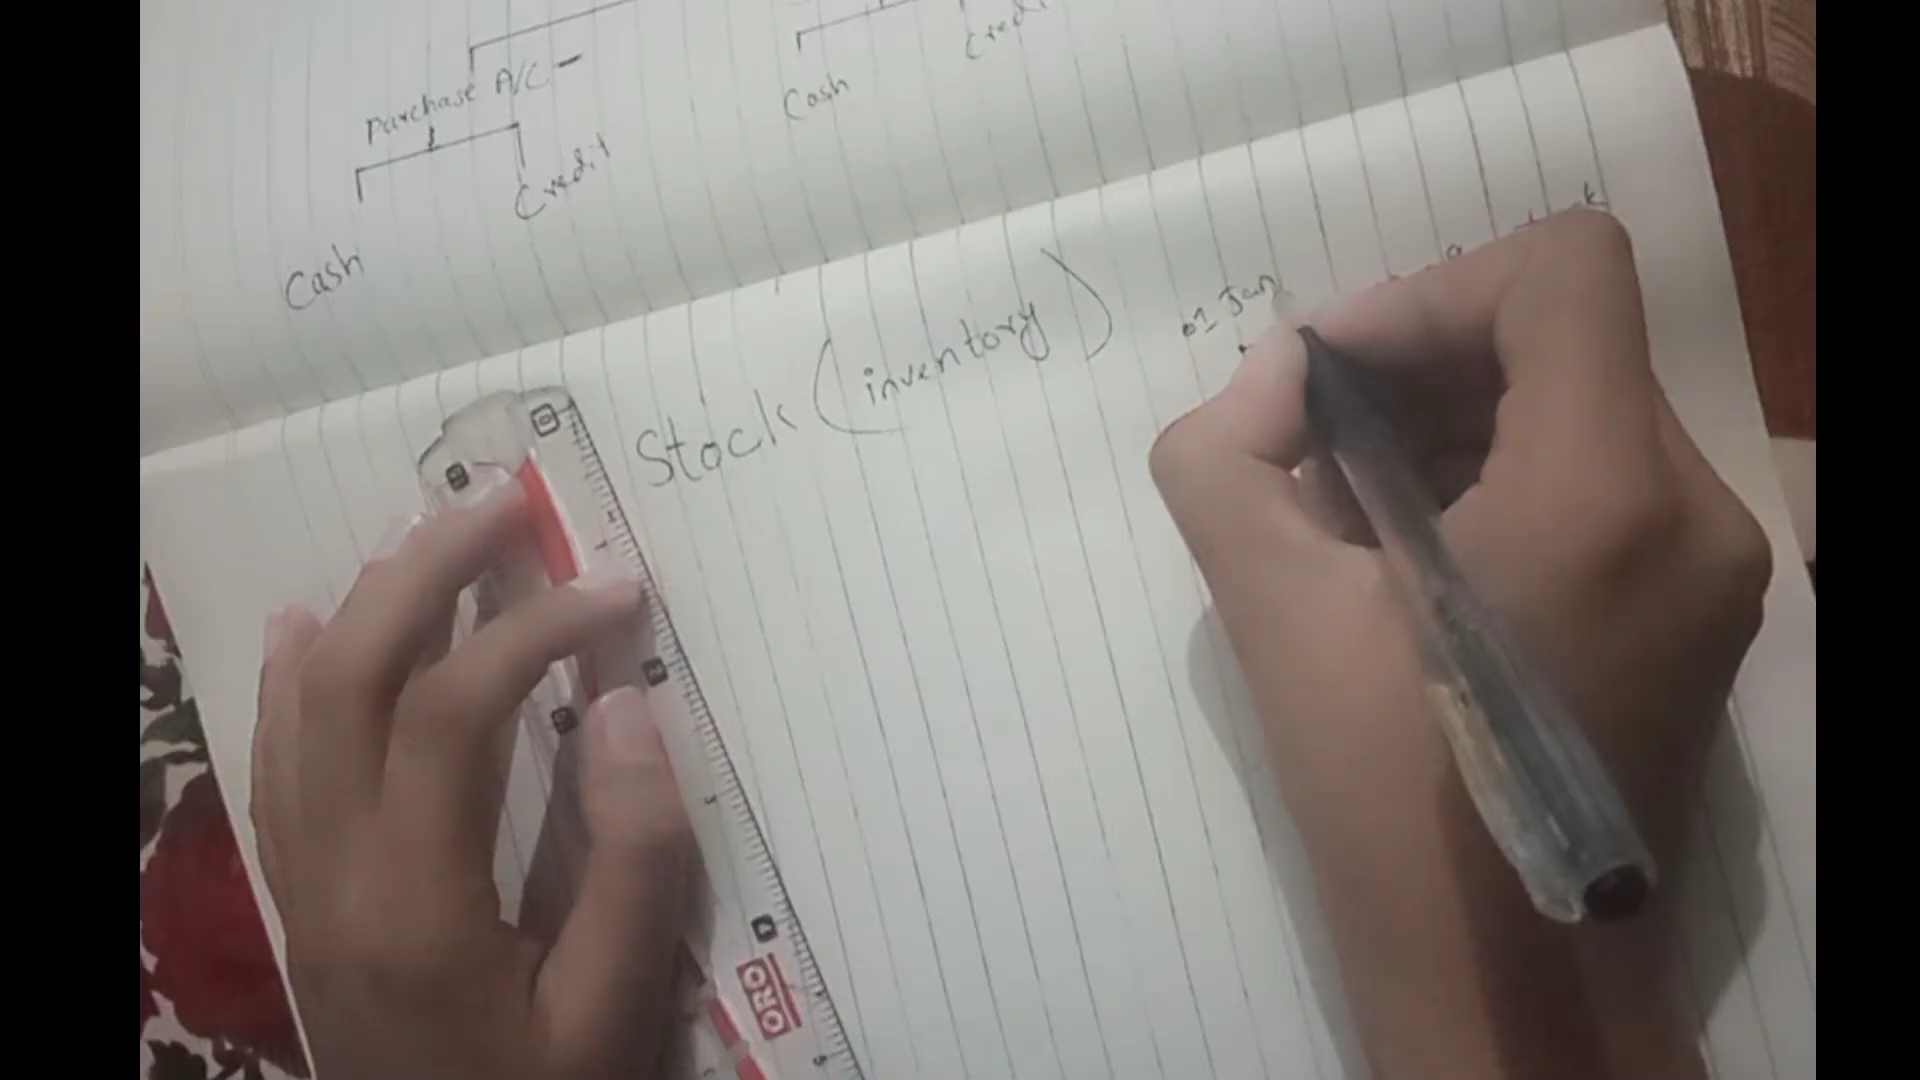 Purchase A/C -
Cash
Credit
Cash
Stock (inventory)
01 Jan
ORO